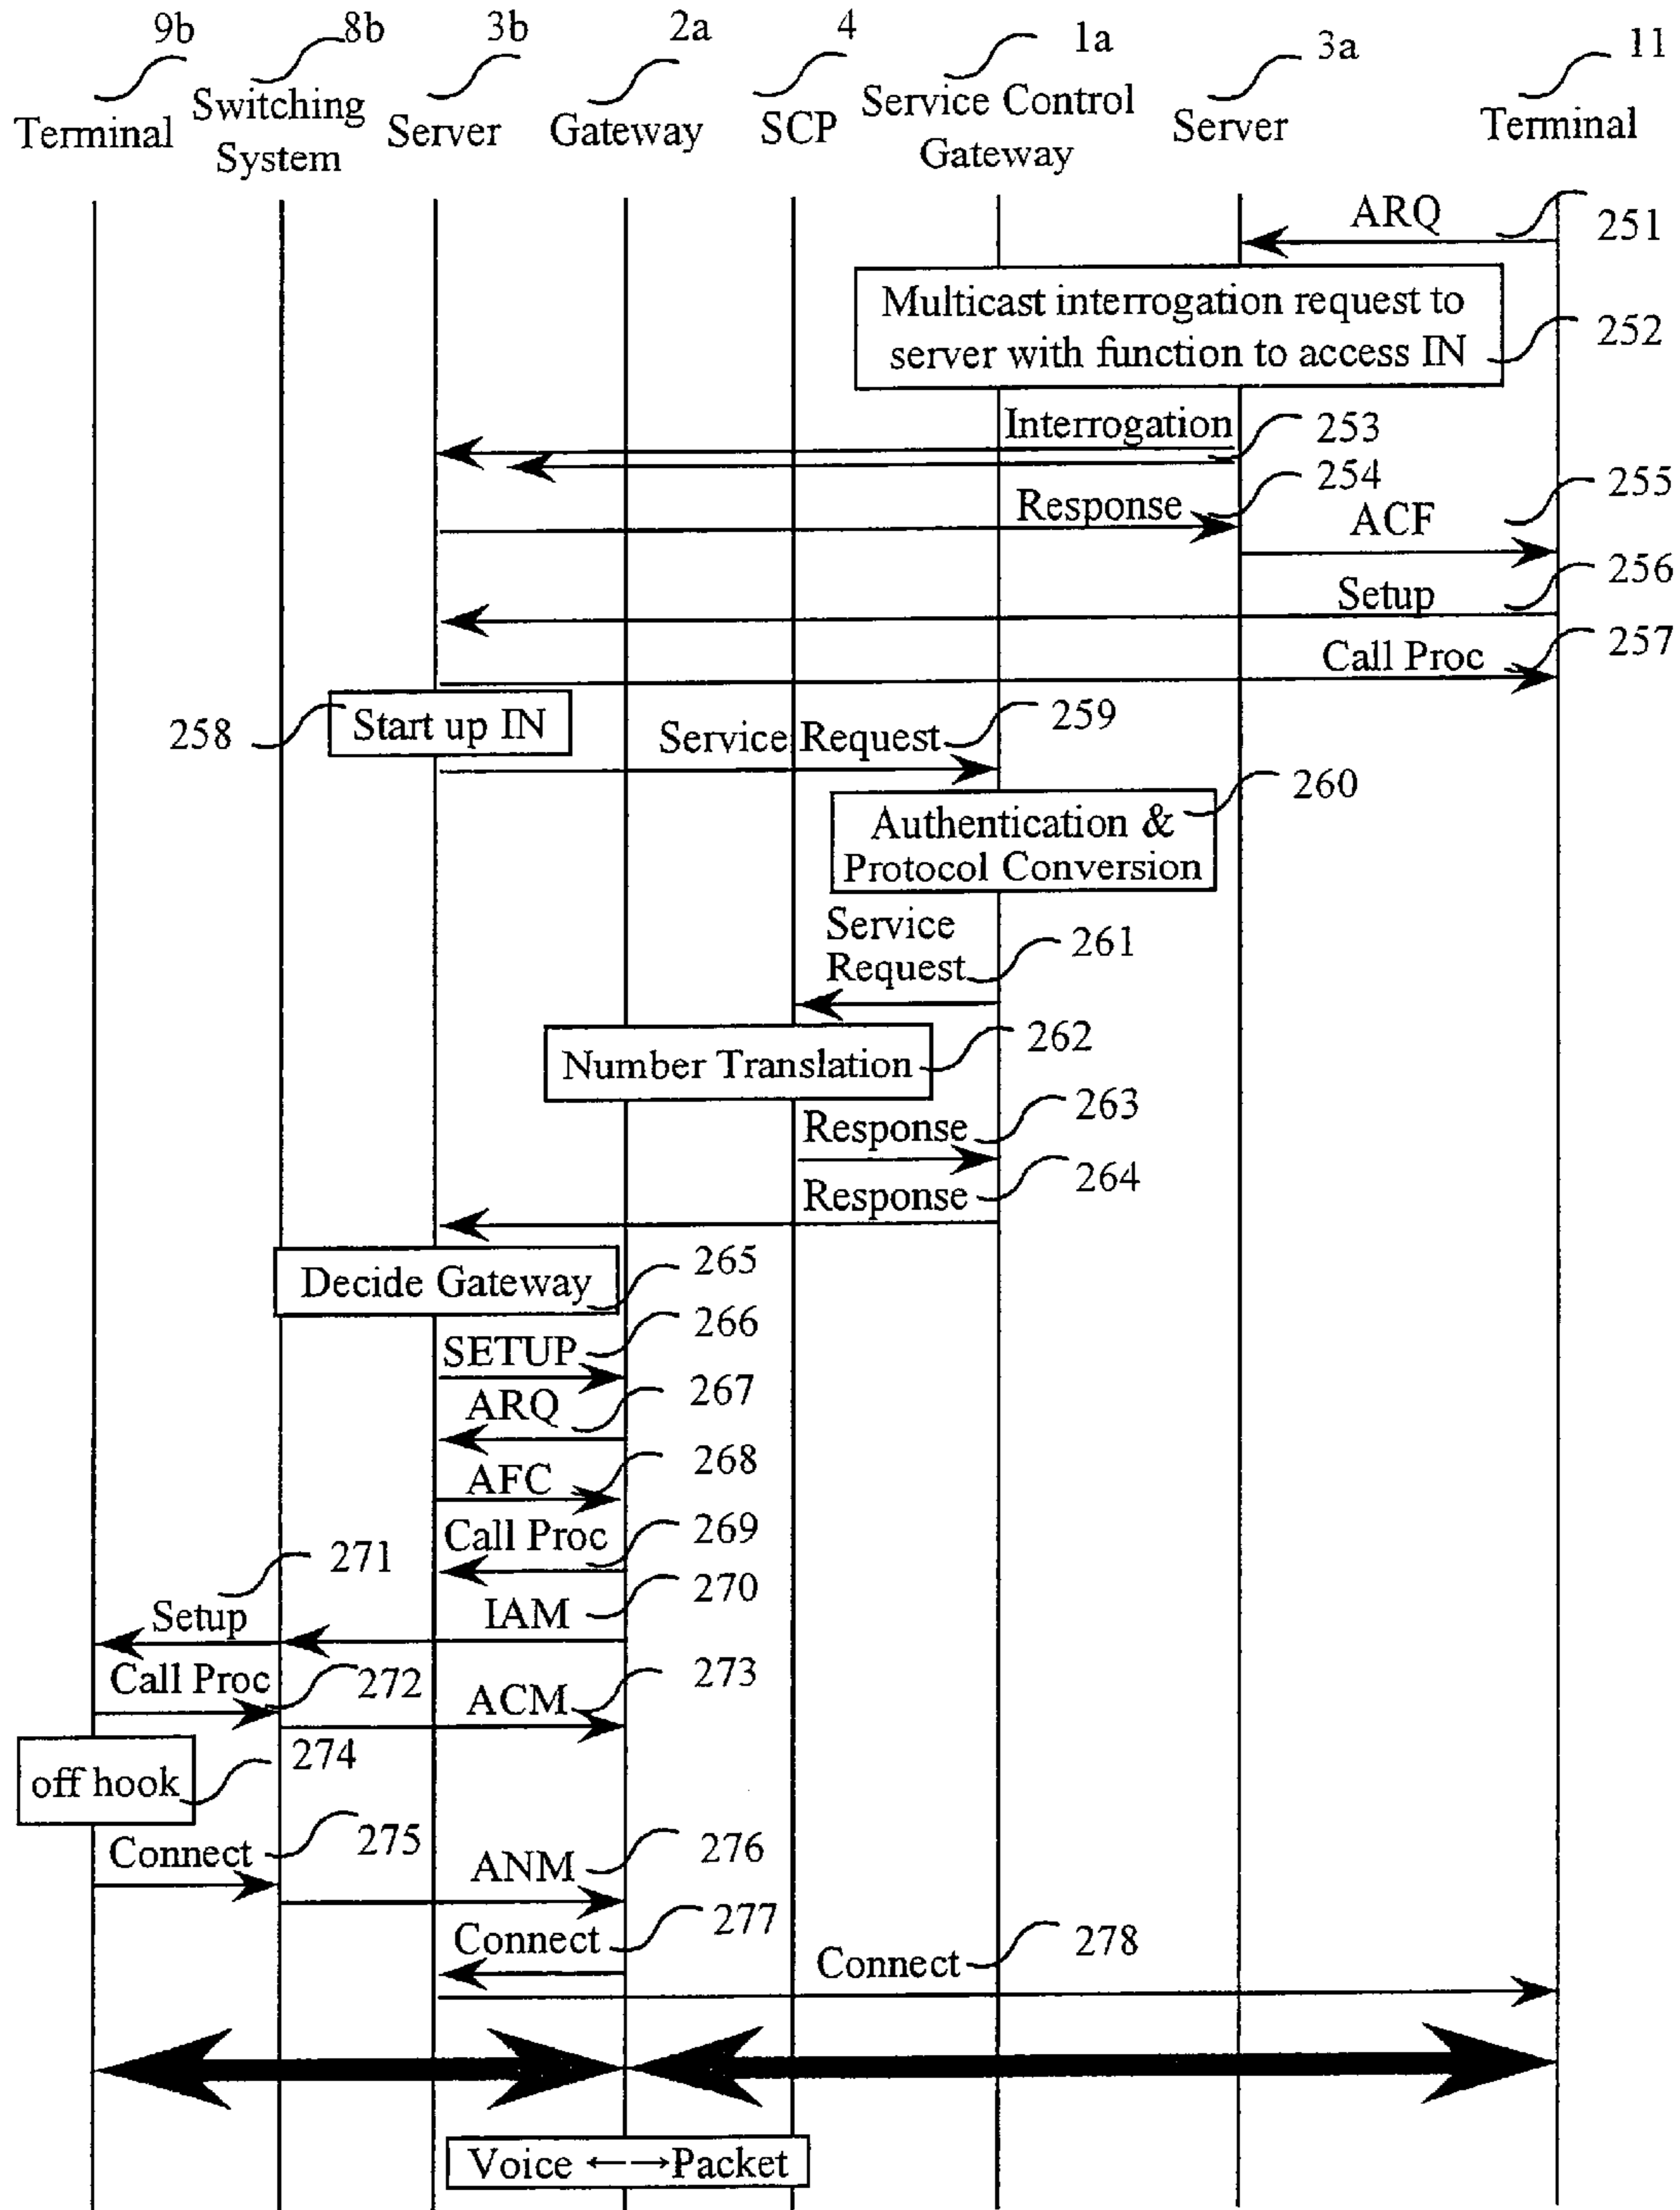 9b 8b 3b 2a 4 1a 3a 11
Terminal Switching System Server Gateway SCP Service Control Gateway Server Terminal
ARQ 251
Multicast interrogation request to
server with function to access IN 252
Interrogation 253
Response 254
ACF 255
Setup 256
Call Proc 257
258 Start up IN
Service Request 259
Authentication &
Protocol Conversion 260
Service
Request 261
Number Translation 262
Response 263
Response 264
Decide Gateway 265
SETUP 266
ARQ 267
AFC 268
Call Proc 269
IAM 270
Setup 271
Call Proc 272
ACM 273
off hook 274
Connect 275
ANM 276
Connect 277
Connect 278
Voice ←--→ Packet